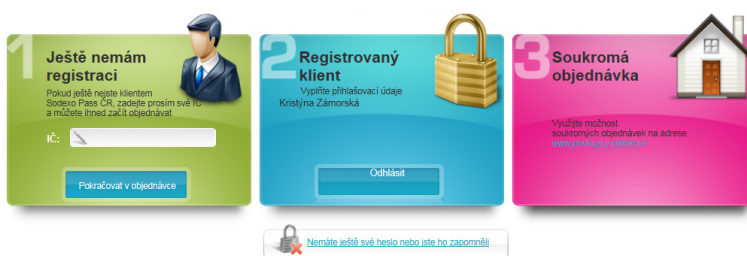 1
Ještě nemám
registraci
Pokud ještě nejste klientem
Sodexo Pass ČR, zadejte prosím své IČ
a můžete ihned začít objednávat
IČ:
Pokračovat v objednávce
2
Registrovaný
klient
Vyplňte přihlašovací údaje
Kristýna Zámorská
Odhlásit
Nemáte ještě své heslo nebo jste ho zapomněli
3
Soukromá
objednávka
Využijte možnost
soukromých objednávek na adrese